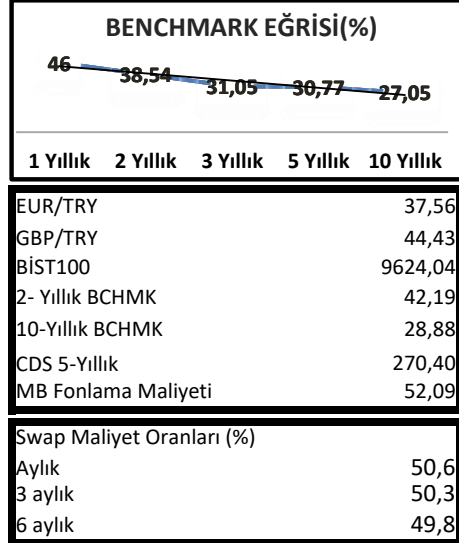 BENCHMARK EĞRİSİ(%)
46 38,54 31,05 30,77 27,05
1 Yıllık 2 Yıllık 3 Yıllık 5 Yıllık 10 Yıllık
EUR/TRY 37,56
GBP/TRY 44,43
BİST100 9624,04
2- Yıllık BCHMK 42,19
10-Yıllık BCHMK 28,88
CDS 5-Yıllık 270,40
MB Fonlama Maliyeti 52,09
Swap Maliyet Oranları (%)
Aylık 50,6
3 aylık 50,3
6 aylık 49,8